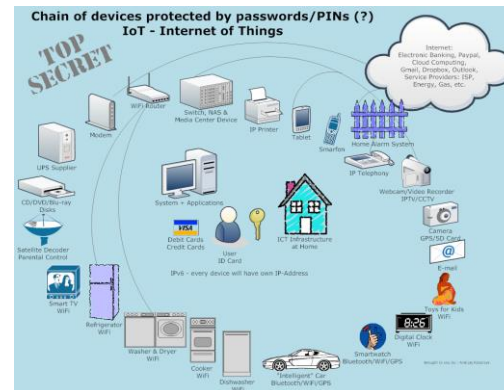 Chain of devices protected by passwords/PINs (?)
IoT - Internet of Things
TOP
SECRET
Internet:
Electronic Banking, Paypal,
Cloud Computing,
Gmail, Dropbox, Outlook,
Service Providers: ISP,
Energy, Gas, etc.
WiFi-Router
Modem
Switch, NAS &
Media Center Device
IP Printer
Tablet
Smarfon
Home Alarm System
UPS Supplier
IP Telephony
Webcam/Video Recorder
IPTV/CCTV
CD/DVD/Blu-ray
Disks
System + Applications
Camera
GPS/SD Card
VISA
Debit Cards
Credit Cards
User
ID Card
ICT Infrastructure
at Home
Satellite Decoder
Parental Control
@
E-mail
IPv6 - every device will have own IP-Address
Smart TV
WiFi
Refrigerator
WiFi
Toys for Kids
WiFi
8:26
Digital Clock
WiFi
Washer & Dryer
WiFi
Cooker
WiFi
Dishwasher
WiFi
"Intelligent" Car
Bluetooth/WiFi/GPS
Smartwatch
Bluetooth/WiFi/GPS